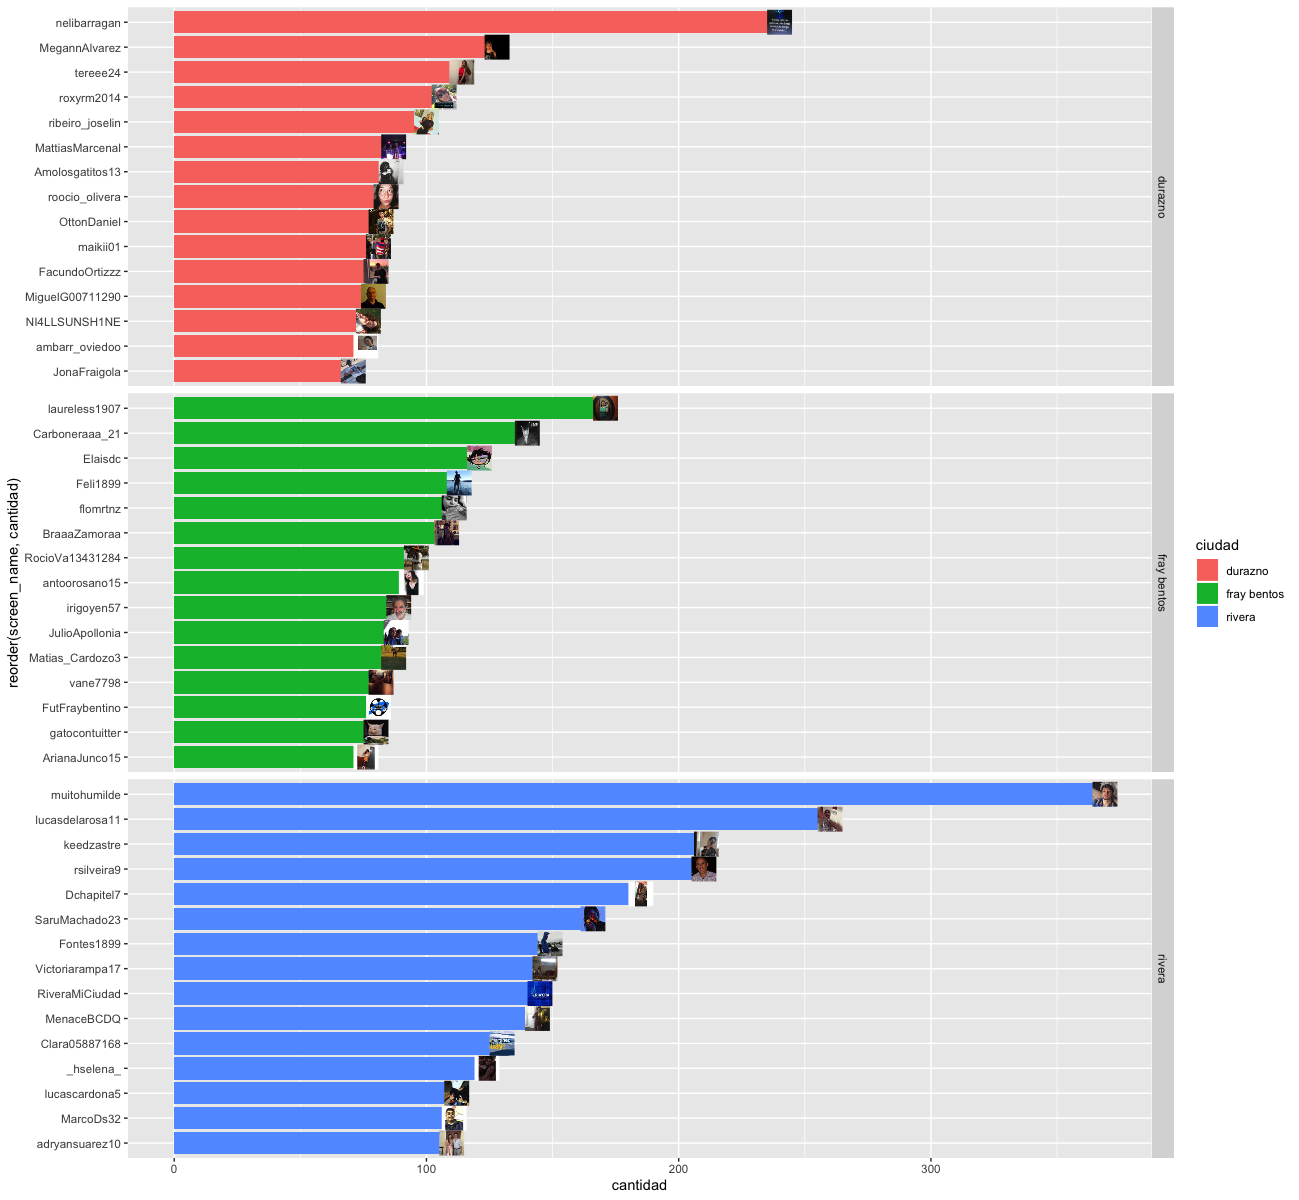 nelibarragan
MegannAlvarez
tereee24
roxyrm2014
ribeiro_joselin
MattiasMarcenal
Amolosgatitos13
roocio_olivera
OttonDaniel
maikii01
FacundoOrtizzz
MiguelG00711290
NI4LLSUNSH1NE
ambarr_oviedoo
JonaFraigola
durazno
laureless1907
Carboneraaa_21
Elaisdc
Feli1899
flomrtnz
BraaaZamoraa
RocioVa13431284
antoorosano15
irigoyen57
JulioApollonia
Matias_Cardozo3
vane7798
FutFraybentino
gatocontuitter
ArianaJunco15
fray bentos
muitohumilde
lucasdelarosa11
keedzastre
rsilveira9
Dchapitel7
SaruMachado23
Fontes1899
Victoriarampa17
RiveraMiCiudad
MenaceBCDQ
Clara05887168
_hselena_
lucascardona5
MarcoDs32
adryansuarez10
rivera
0 100 200 300
cantidad
reorder(screen_name, cantidad)
ciudad
durazno
fray bentos
rivera